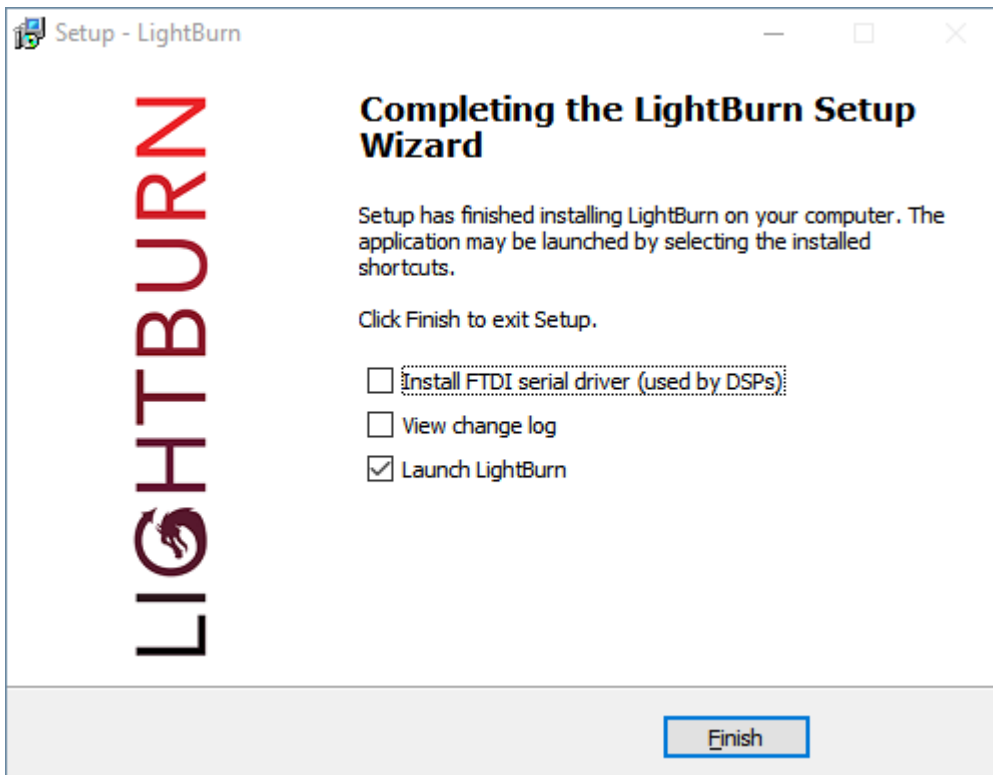 Setup - LightBurn
LIGHTBURN
Completing the LightBurn Setup
Wizard
Setup has finished installing LightBurn on your computer. The
application may be launched by selecting the installed
shortcuts.
Click Finish to exit Setup.
Install FTDI serial driver (used by DSPs)
View change log
Launch LightBurn
Finish